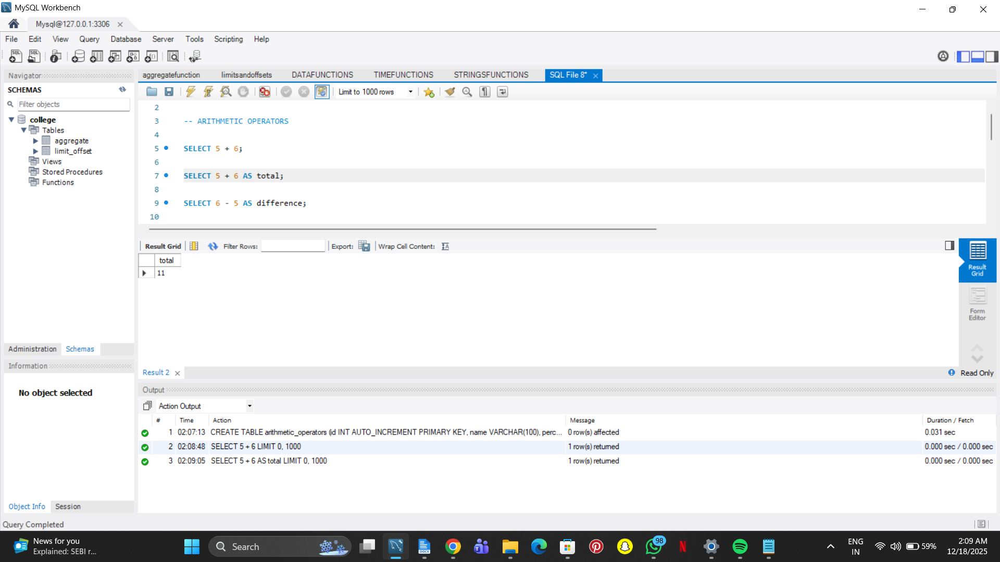 MySQL Workbench
Mysql@127.0.0.1:3306
File Edit View Query Database Server Tools Scripting Help
Navigator
SCHEMAS
Filter objects
college
Tables
aggregate
limit_offset
Views
Stored Procedures
Functions
Administration Schemas
Information
No object selected
Object Info Session
aggregatefunction limitsandoffsets DATAFUNCTIONS TIMEFUNCTIONS STRINGSFUNCTIONS SQL File 8*
Limit to 1000 rows
2
3 -- ARITHMETIC OPERATORS
4
5 SELECT 5 + 6;
6
7 SELECT 5 + 6 AS total;
8
9 SELECT 6 - 5 AS difference;
10
Result Grid Filter Rows: Export: Wrap Cell Content:
total
11
Result Grid
Form Editor
Result 2
Read Only
Output
Action Output
# Time Action Message Duration / Fetch
1 02:07:13 CREATE TABLE arithmetic_operators (id INT AUTO_INCREMENT PRIMARY KEY, name VARCHAR(100), perc... 0 row(s) affected 0.031 sec
2 02:08:48 SELECT 5 + 6 LIMIT 0, 1000 1 row(s) returned 0.000 sec / 0.000 sec
3 02:09:05 SELECT 5 + 6 AS total LIMIT 0, 1000 1 row(s) returned 0.000 sec / 0.000 sec
Query Completed
News for you
Explained: SEBI r...
Search
DOCX
98
ENG
IN
59%
2:09 AM
12/18/2025